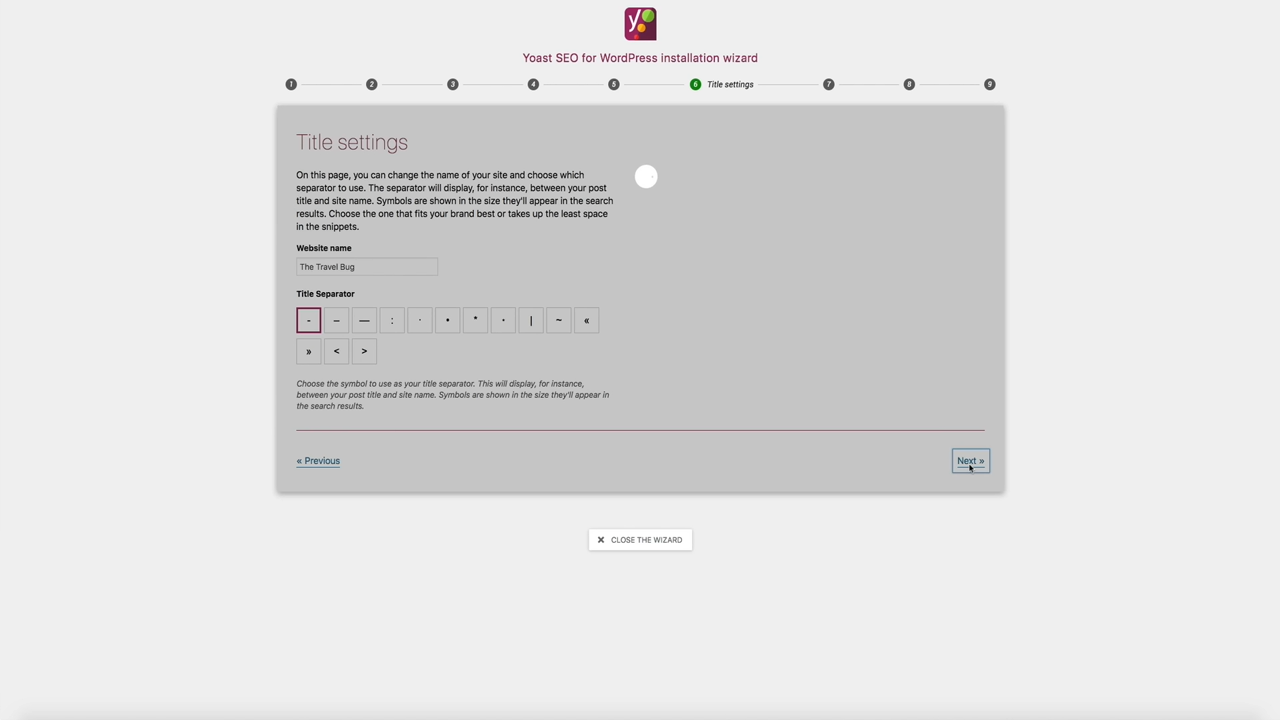 Yoast SEO for WordPress installation wizard
1 2 3 4 5 6 Title settings 7 8 9
Title settings
On this page, you can change the name of your site and choose which
separator to use. The separator will display, for instance, between your post
title and site name. Symbols are shown in the size they'll appear in the search
results. Choose the one that fits your brand best or takes up the least space
in the snippets.
Website name
The Travel Bug
Title Separator
- – — : · • * ⋆ | ~ «
» < >
Choose the symbol to use as your title separator. This will display, for instance,
between your post title and site name. Symbols are shown in the size they'll appear in
the search results.
« Previous
Next »
✕ CLOSE THE WIZARD